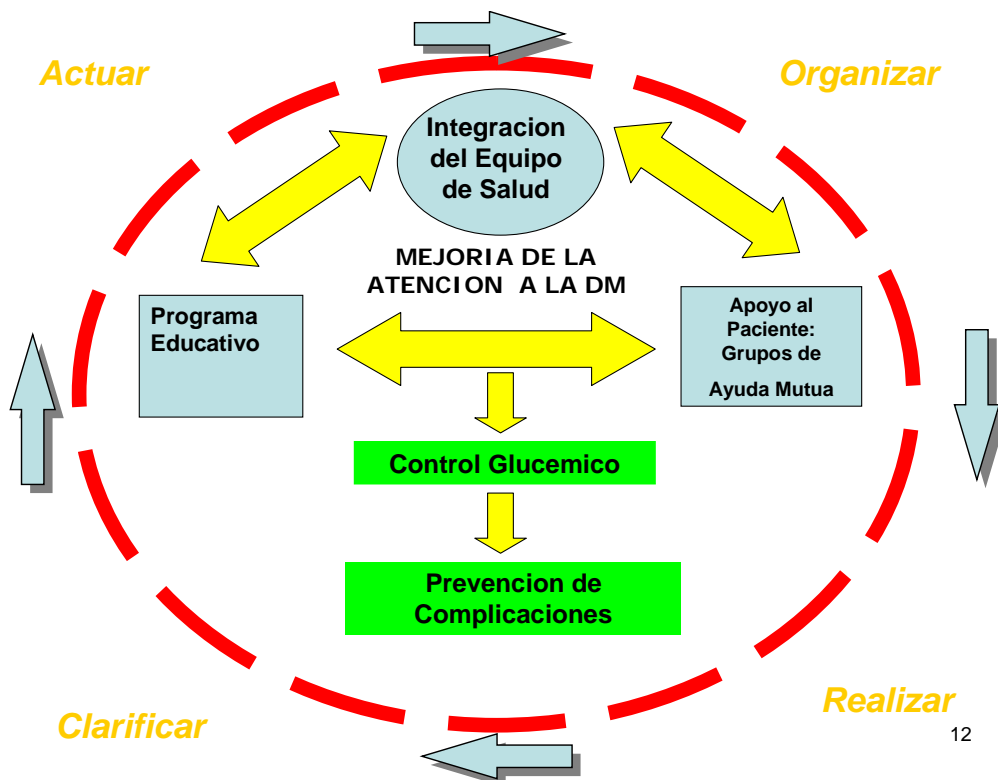 Actuar
Organizar
Integracion
del Equipo
de Salud
MEJORIA DE LA
ATENCION A LA DM
Programa
Educativo
Apoyo al
Paciente:
Grupos de
Ayuda Mutua
Control Glucemico
Prevencion de
Complicaciones
Clarificar
Realizar
12